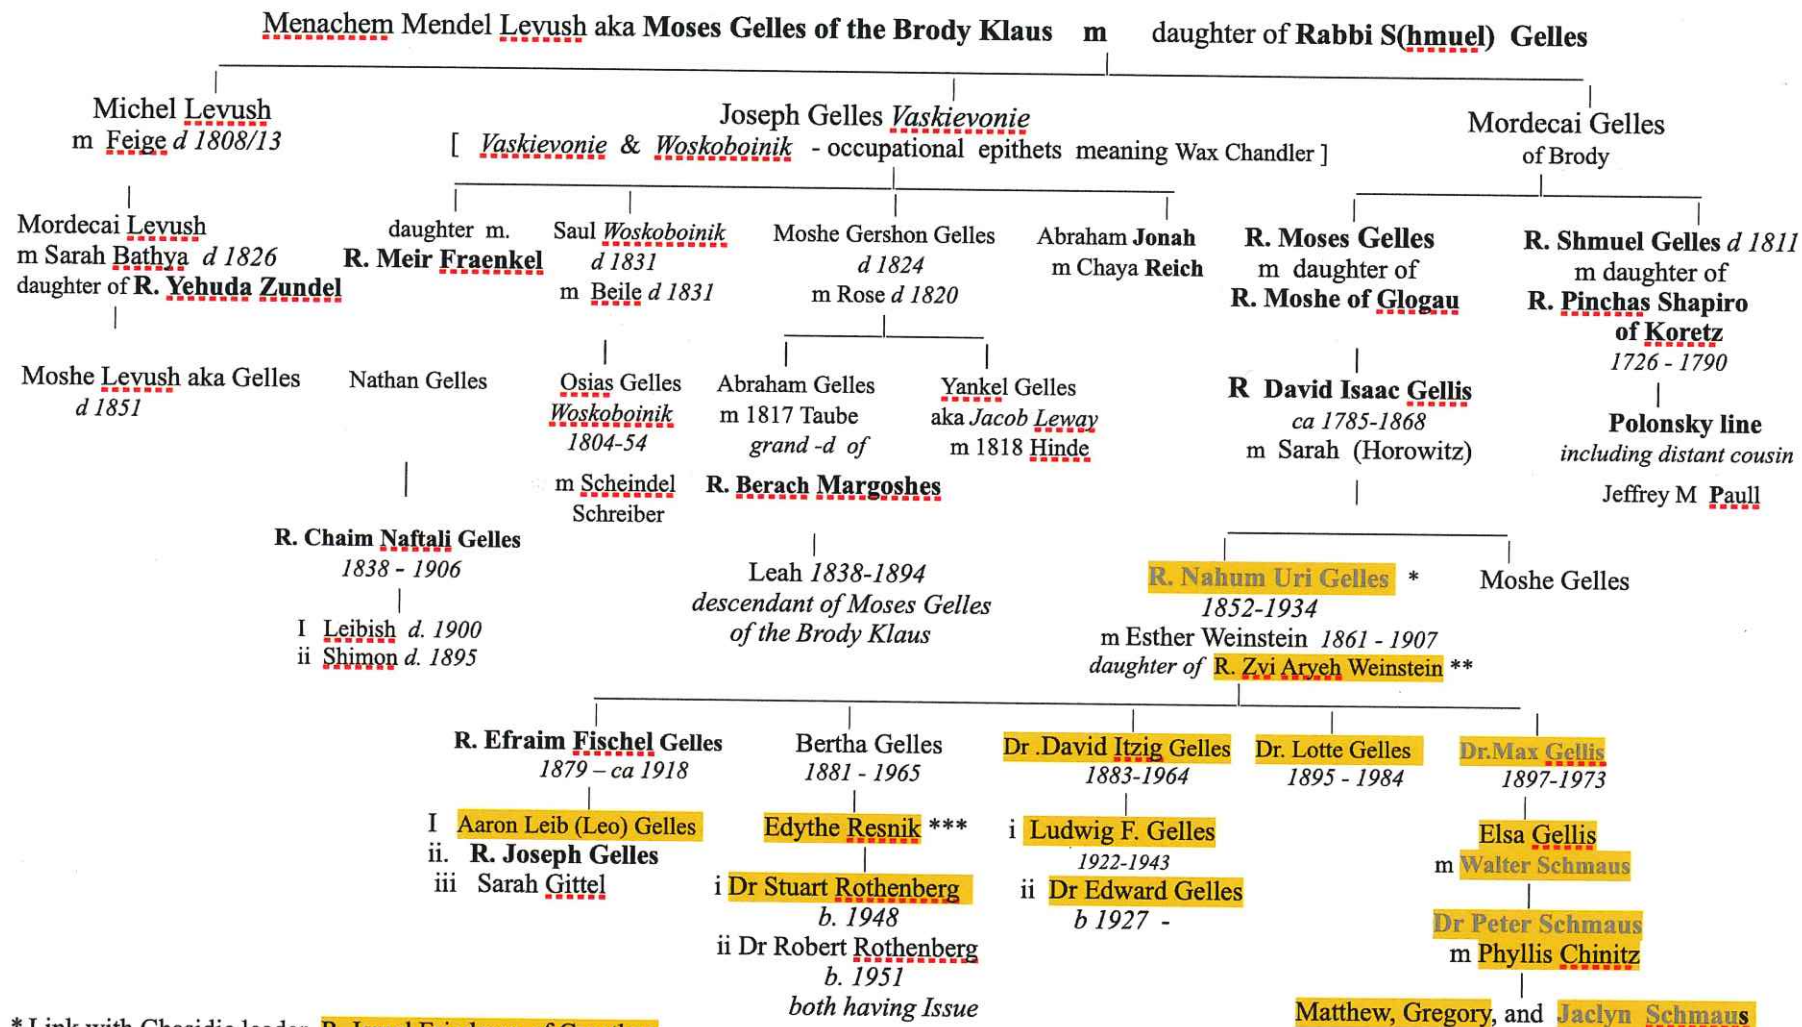 Menachem Mendel Levush aka Moses Gelles of the Brody Klaus m daughter of Rabbi S(hmuel) Gelles
Michel Levush
m Feige d 1808/13
Joseph Gelles Vaskievonie
[ Vaskievonie & Woskoboinik - occupational epithets meaning Wax Chandler ]
Mordecai Gelles
of Brody
Mordecai Levush
m Sarah Bathya d 1826
daughter of R. Yehuda Zundel
daughter m.
R. Meir Fraenkel
Saul Woskoboinik
d 1831
m Beile d 1831
Moshe Gershon Gelles
d 1824
m Rose d 1820
Abraham Jonah
m Chaya Reich
R. Moses Gelles
m daughter of
R. Moshe of Glogau
R. Shmuel Gelles d 1811
m daughter of
R. Pinchas Shapiro
of Koretz
1726 - 1790
Moshe Levush aka Gelles
d 1851
Nathan Gelles
Osias Gelles
Woskoboinik
1804-54
m Scheindel
Schreiber
Abraham Gelles
m 1817 Taube
grand -d of
R. Berach Margoshes
Yankel Gelles
aka Jacob Leway
m 1818 Hinde
R David Isaac Gellis
ca 1785-1868
m Sarah (Horowitz)
Polonsky line
including distant cousin
Jeffrey M Paull
R. Chaim Naftali Gelles
1838 - 1906
I Leibish d. 1900
ii Shimon d. 1895
Leah 1838-1894
descendant of Moses Gelles
of the Brody Klaus
R. Nahum Uri Gelles *
1852-1934
m Esther Weinstein 1861 - 1907
daughter of R. Zvi Aryeh Weinstein **
Moshe Gelles
R. Efraim Fischel Gelles
1879 – ca 1918
I Aaron Leib (Leo) Gelles
ii. R. Joseph Gelles
iii Sarah Gittel
Bertha Gelles
1881 - 1965
Edythe Resnik ***
i Dr Stuart Rothenberg
b. 1948
ii Dr Robert Rothenberg
b. 1951
both having Issue
Dr .David Itzig Gelles
1883-1964
i Ludwig F. Gelles
1922-1943
ii Dr Edward Gelles
b 1927 -
Dr. Lotte Gelles
1895 - 1984
Dr.Max Gellis
1897-1973
Elsa Gellis
m Walter Schmaus
Dr Peter Schmaus
m Phyllis Chinitz
Matthew, Gregory, and Jaclyn Schmaus
* Link with Chasidic leader